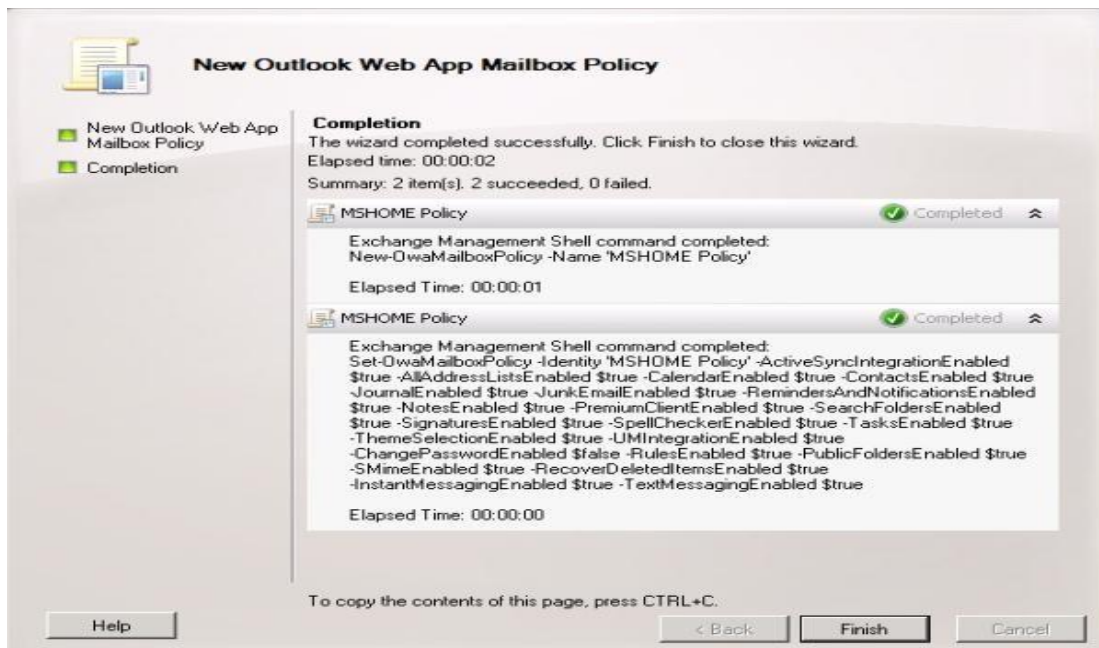 New Outlook Web App Mailbox Policy
New Outlook Web App
Mailbox Policy
Completion
Completion
The wizard completed successfully. Click Finish to close this wizard.
Elapsed time: 00:00:02
Summary: 2 item(s). 2 succeeded, 0 failed.
MSHOME Policy
Completed
Exchange Management Shell command completed:
New-OwaMailboxPolicy -Name 'MSHOME Policy'
Elapsed Time: 00:00:01
MSHOME Policy
Completed
Exchange Management Shell command completed:
Set-OwaMailboxPolicy -Identity 'MSHOME Policy' -ActiveSyncIntegrationEnabled
$true -AllAddressListsEnabled $true -CalendarEnabled $true -ContactsEnabled $true
-JournalEnabled $true -JunkEmailEnabled $true -RemindersAndNotificationsEnabled
$true -NotesEnabled $true -PremiumClientEnabled $true -SearchFoldersEnabled
$true -SignaturesEnabled $true -SpellCheckerEnabled $true -TasksEnabled $true
-ThemeSelectionEnabled $true -UMIntegrationEnabled $true
-ChangePasswordEnabled $false -RulesEnabled $true -PublicFoldersEnabled $true
-SMimeEnabled $true -RecoverDeletedItemsEnabled $true
-InstantMessagingEnabled $true -TextMessagingEnabled $true
Elapsed Time: 00:00:00
To copy the contents of this page, press CTRL+C.
Help
< Back
Finish
Cancel